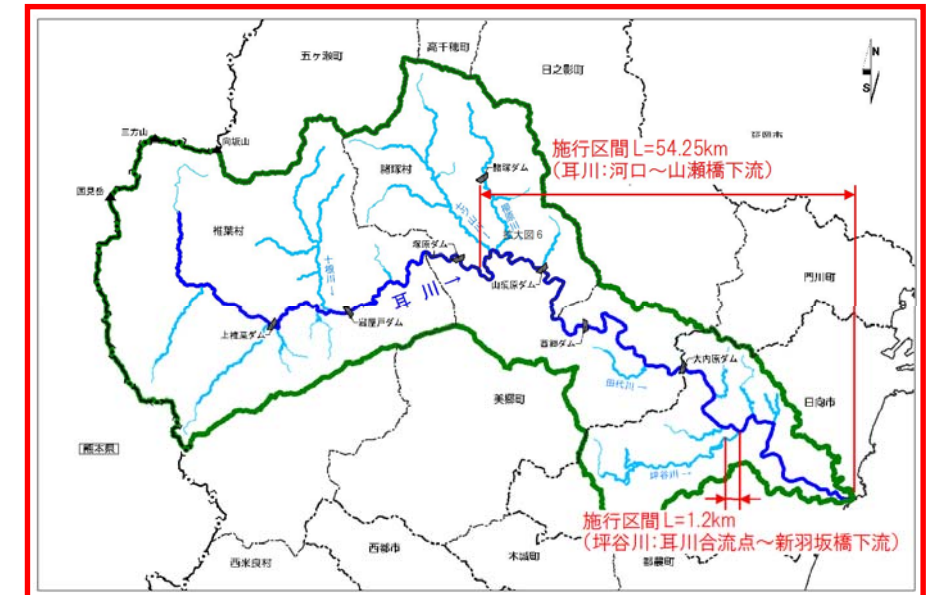 高千穂町
五ヶ瀬町
日之影町
N
S
三方山
向坂山
延岡市
施行区間 L=54.25km
(耳川:河口～山瀬橋下流)
諸塚村
諸塚ダム
国見岳
椎葉村
拡大図6
塚原ダム
門川町
十根川→
耳川→
山須原ダム
岩屋戸ダム
上椎葉ダム
西郷ダム
大内原ダム
田代川→
美郷町
日向市
熊本県
坪谷川→
施行区間 L=1.2km
(坪谷川:耳川合流点～新羽坂橋下流)
西都市
木城町
都農町
西米良村